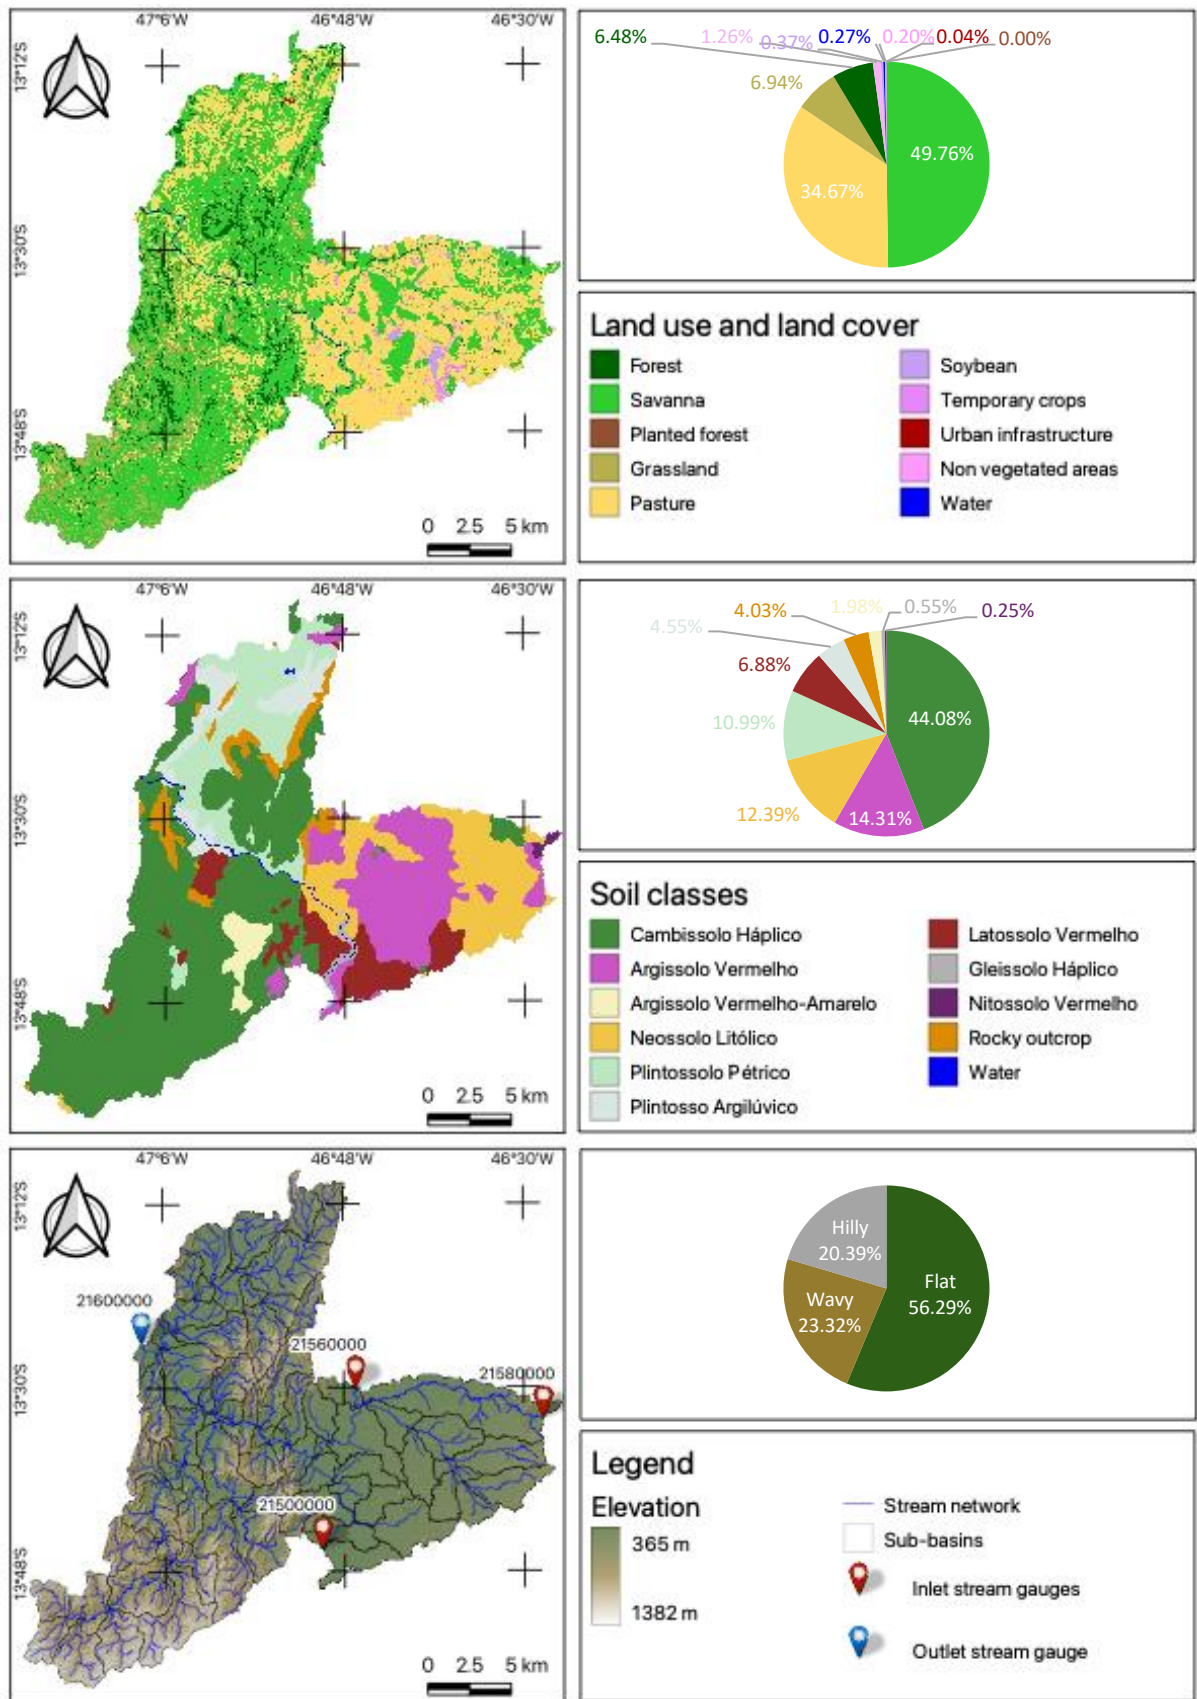 47°6'W 46°48'W 46°30'W
13°12'S
13°30'S
13°48'S
0 2.5 5 km
6.48% 1.26% 0.37% 0.27% 0.20% 0.04% 0.00%
6.94%
49.76%
34.67%
Land use and land cover
Forest
Savanna
Planted forest
Grassland
Pasture
Soybean
Temporary crops
Urban infrastructure
Non vegetated areas
Water
47°6'W 46°48'W 46°30'W
13°12'S
13°30'S
13°48'S
0 2.5 5 km
4.03% 1.98% 0.55% 0.25%
4.55%
6.88%
44.08%
10.99%
12.39%
14.31%
Soil classes
Cambissolo Háplico
Argissolo Vermelho
Argissolo Vermelho-Amarelo
Neossolo Litólico
Plintossolo Pétrico
Plintosso Argilúvico
Latossolo Vermelho
Gleissolo Háplico
Nitossolo Vermelho
Rocky outcrop
Water
47°6'W 46°48'W 46°30'W
13°12'S
13°30'S
13°48'S
21600000
21560000
21580000
21500000
0 2.5 5 km
Hilly
20.39%
Flat
56.29%
Wavy
23.32%
Legend
Elevation
365 m
1382 m
Stream network
Sub-basins
Inlet stream gauges
Outlet stream gauge